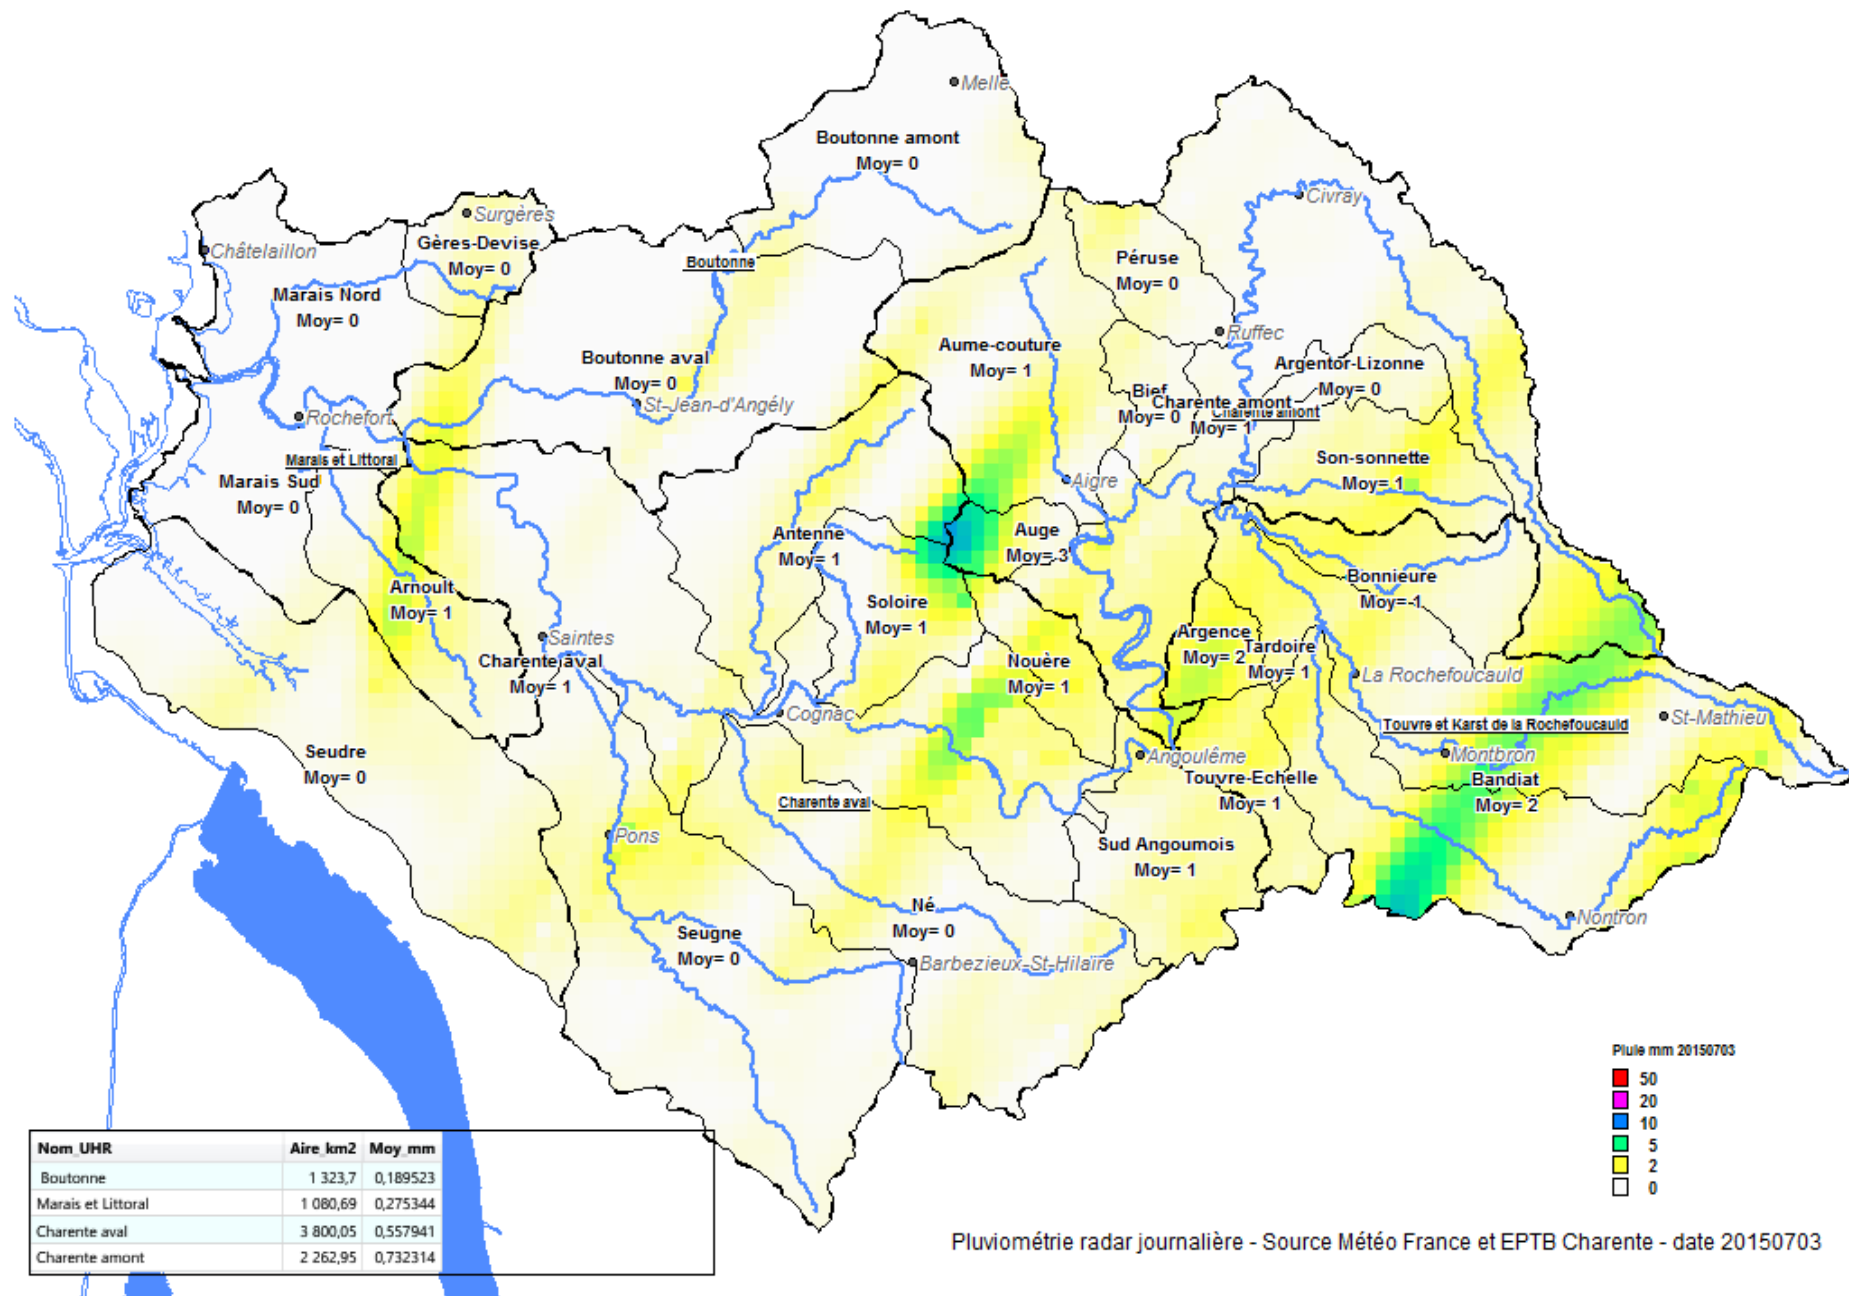 Melle
Boutonne amont
Moy= 0
Civray
Surgères
Châtelaillon
Gères-Devise
Moy= 0
Boutonne
Péruse
Moy= 0
Marais Nord
Moy= 0
Ruffec
Aume-couture
Moy= 1
Boutonne aval
Moy= 0
Argentor-Lizonne
Moy= 0
Bief
Moy= 0
Charente amont
Moy= 1
Charente amont
St-Jean-d'Angély
Rochefort
Marais et Littoral
Son-sonnette
Moy= 1
Marais Sud
Moy= 0
Aigre
Antenne
Moy= 1
Auge
Moy= 3
Bonnieure
Moy= 1
Arnoult
Moy= 1
Soloire
Moy= 1
Saintes
Argence
Moy= 2
Tardoire
Moy= 1
Charente aval
Moy= 1
Nouère
Moy= 1
La Rochefoucauld
Cognac
Touvre et Karst de la Rochefoucauld
St-Mathieu
Seudre
Moy= 0
Angoulême
Montbron
Touvre-Echelle
Moy= 1
Bandiat
Moy= 2
Charente aval
Pons
Sud Angoumois
Moy= 1
Né
Moy= 0
Nontron
Seugne
Moy= 0
Barbezieux-St-Hilaire
Pluie mm 20150703
50
20
10
5
2
0
Nom_UHR Aire_km2 Moy_mm
Boutonne 1 323,7 0,189523
Marais et Littoral 1 080,69 0,275344
Charente aval 3 800,05 0,557941
Charente amont 2 262,95 0,732314
Pluviométrie radar journalière - Source Météo France et EPTB Charente - date 20150703